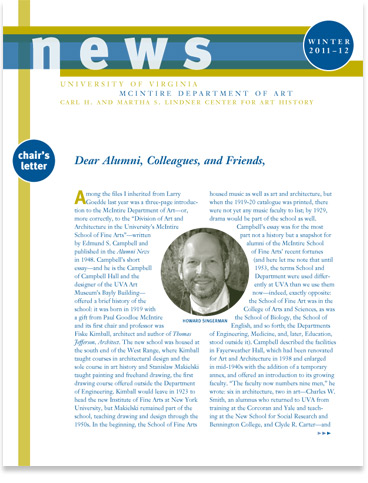 news
WINTER
2011–12
UNIVERSITY OF VIRGINIA
MCINTIRE DEPARTMENT OF ART
CARL H. AND MARTHA S. LINDNER CENTER FOR ART HISTORY
chair's
letter
Dear Alumni, Colleagues, and Friends,
Among the files I inherited from Larry
Goedde last year was a three-page introduc-
tion to the McIntire Department of Art—or,
more correctly, to the "Division of Art and
Architecture in the University's McIntire
School of Fine Arts"—written
by Edmund S. Campbell and
published in the Alumni News
in 1948. Campbell's short
essay—and he is the Campbell
of Campbell Hall and the
designer of the UVA Art
Museum's Bayly Building—
offered a brief history of the
school: it was born in 1919 with
a gift from Paul Goodloe McIntire
and its first chair and professor was
Fiske Kimball, architect and author of Thomas
Jefferson, Architect. The new school was housed at
the south end of the West Range, where Kimball
taught courses in architectural design and the
sole course in art history and Stanislaw Makielski
taught painting and freehand drawing, the first
drawing course offered outside the Department
of Engineering. Kimball would leave in 1923 to
head the new Institute of Fine Arts at New York
University, but Makielski remained part of the
school, teaching drawing and design through the
1950s. In the beginning, the School of Fine Arts
HOWARD SINGERMAN
housed music as well as art and architecture, but
when the 1919-20 catalogue was printed, there
were not yet any music faculty to list; by 1929,
drama would be part of the school as well.
Campbell's essay was for the most
part not a history but a snapshot for
alumni of the McIntire School
of Fine Arts' recent fortunes
(and here let me note that until
1953, the terms School and
Department were used differ-
ently at UVA than we use them
now—indeed, exactly opposite:
the School of Fine Art was in the
College of Arts and Sciences, as was
the School of Biology, the School of
English, and so forth; the Departments
of Engineering, Medicine, and, later, Education,
stood outside it). Campbell described the facilities
in Fayerweather Hall, which had been renovated
for Art and Architecture in 1938 and enlarged
in mid-1940s with the addition of a temporary
annex, and offered an introduction to its growing
faculty. "The faculty now numbers nine men," he
wrote: six in architecture, two in art—Charles W.
Smith, an alumnus who returned to UVA from
training at the Corcoran and Yale and teach-
ing at the New School for Social Research and
Bennington College, and Clyde R. Carter—and